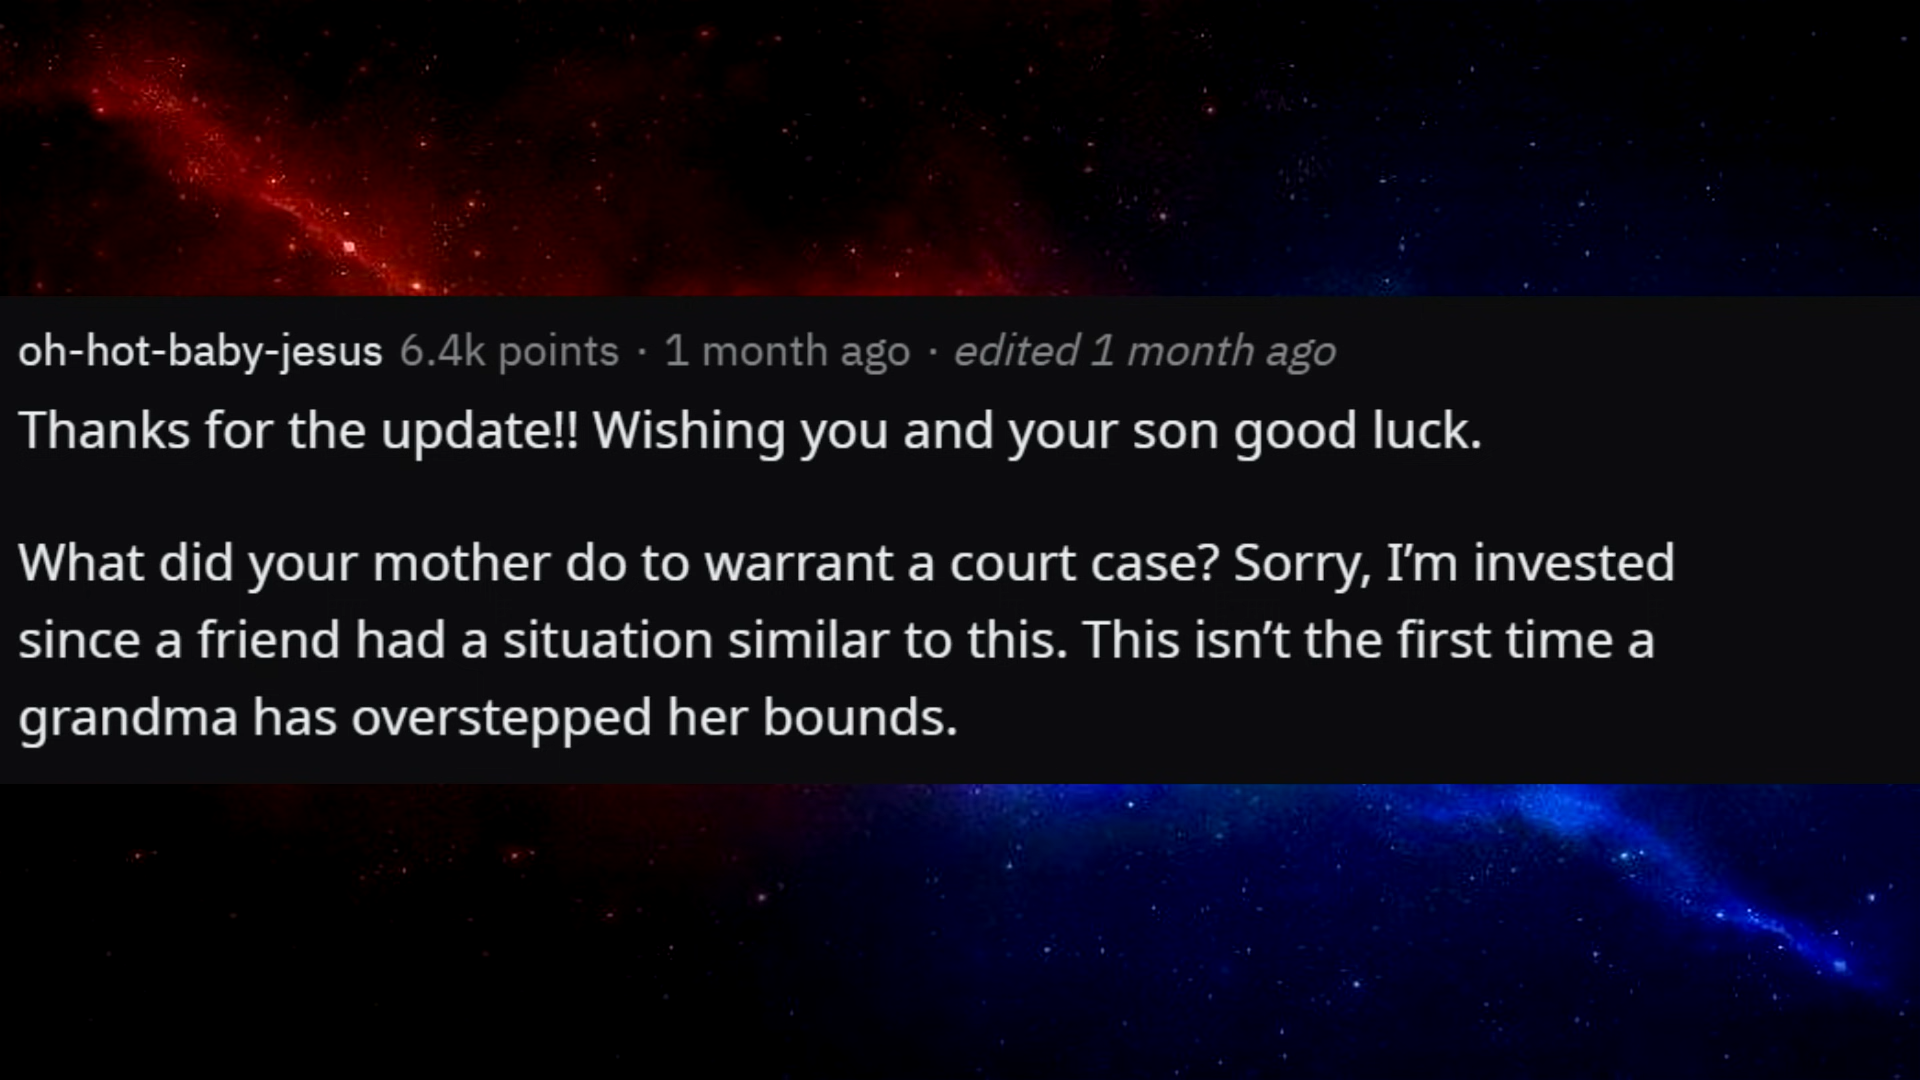 oh-hot-baby-jesus 6.4k points · 1 month ago · edited 1 month ago
Thanks for the update!! Wishing you and your son good luck.
What did your mother do to warrant a court case? Sorry, I’m invested
since a friend had a situation similar to this. This isn’t the first time a
grandma has overstepped her bounds.